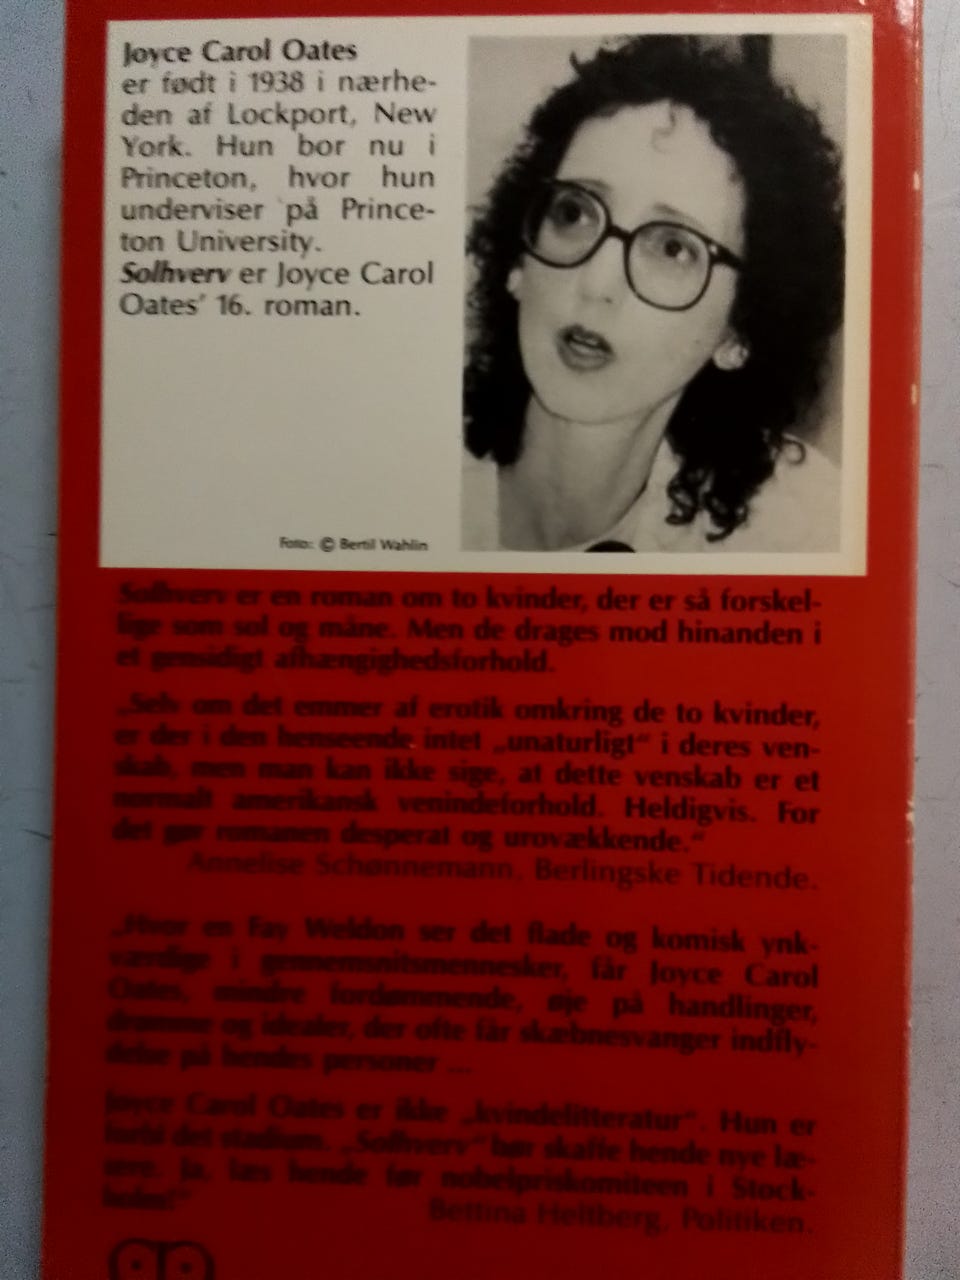 Joyce Carol Oates
er født i 1938 i nærhe-
den af Lockport, New
York. Hun bor nu i
Princeton, hvor hun
underviser på Prince-
ton University.
Solhverv er Joyce Carol
Oates' 16. roman.
Foto: © Bertil Wahlin
Solhverv er en roman om to kvinder, der er så forskel-
lige som sol og måne. Men de drages mod hinanden i
et gensidigt afhængighedsforhold.
„Selv om det emmer af erotik omkring de to kvinder,
er der i den henseende intet „unaturligt“ i deres ven-
skab, men man kan ikke sige, at dette venskab er et
normalt amerikansk venindeforhold. Heldigvis. For
det gør romanen desperat og urovækkende.“
Annelise Schønnemann, Berlingske Tidende.
„Hvor en Fay Weldon ser det flade og komisk ynk-
værdige i gennemsnitsmennesker, får Joyce Carol
Oates, mindre fordømmende, øje på handlinger,
drømme og idealer, der ofte får skæbnesvanger indfly-
delse på hendes personer ...
Joyce Carol Oates er ikke „kvindelitteratur“. Hun er
forbi det stadium. „Solhverv“ bør skaffe hende nye læ-
sere. Ja, læs hende før nobelpriskomiteen i Stock-
holm!“
Bettina Heltberg, Politiken.